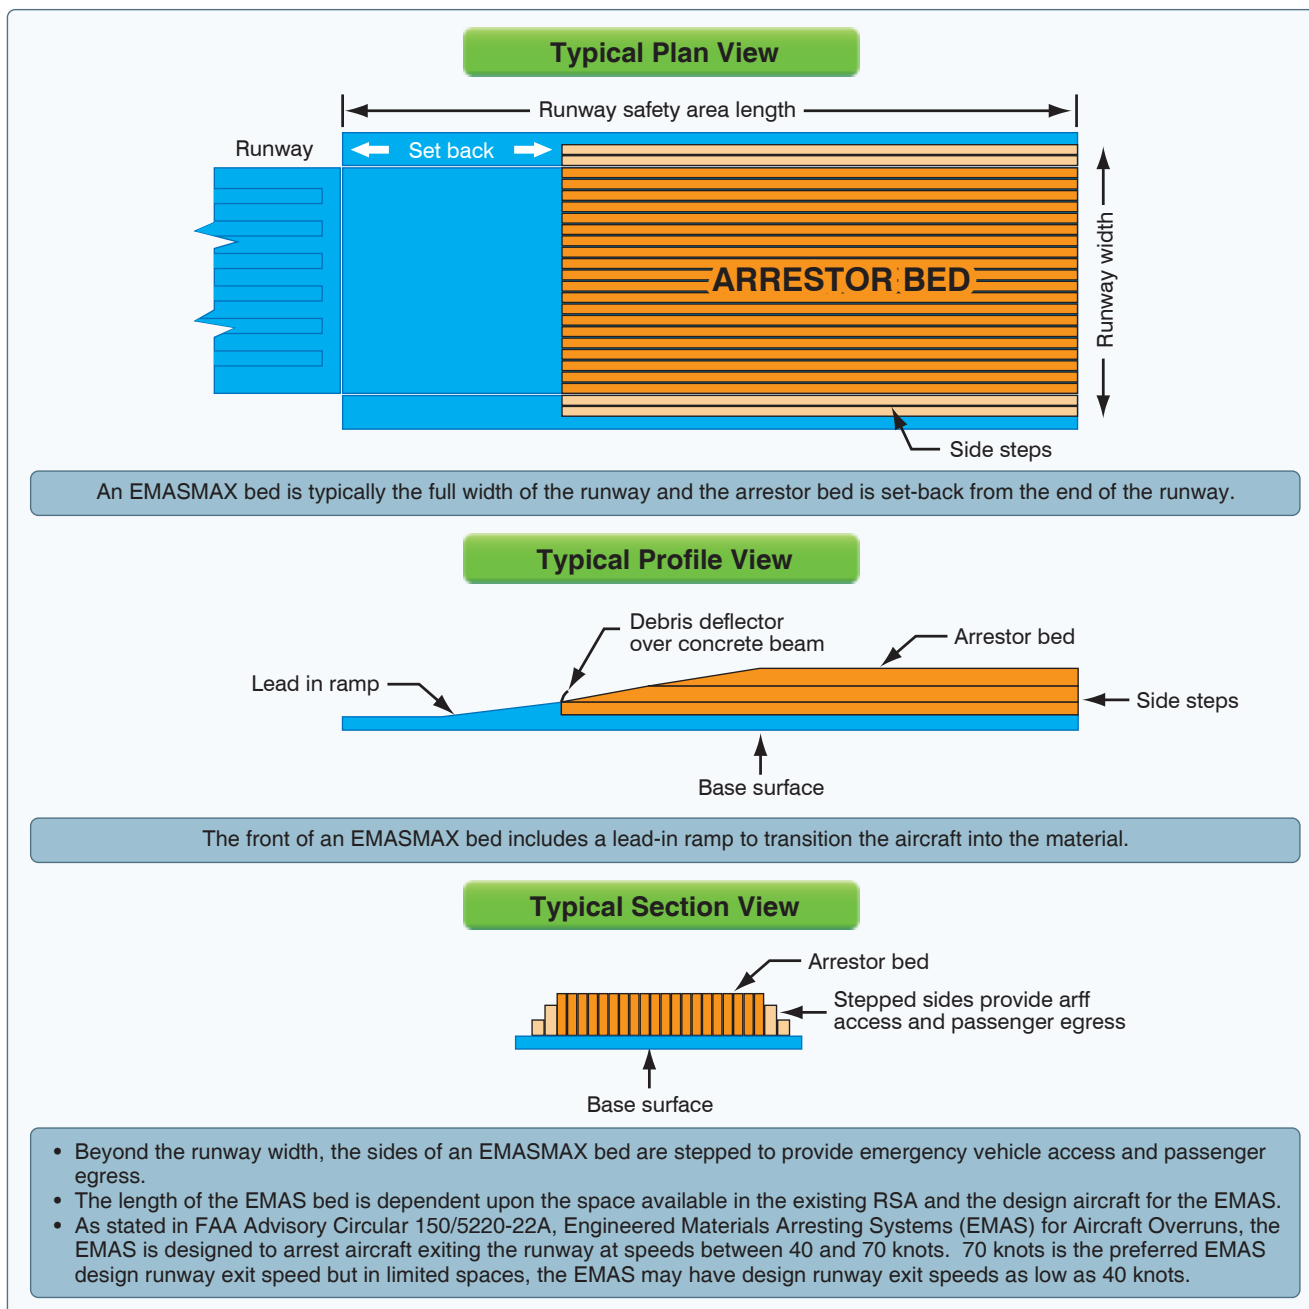 Typical Plan View
Runway safety area length
Runway
Set back
ARRESTOR BED
Runway width
Side steps
An EMASMAX bed is typically the full width of the runway and the arrestor bed is set-back from the end of the runway.
Typical Profile View
Debris deflector
over concrete beam
Arrestor bed
Lead in ramp
Side steps
Base surface
The front of an EMASMAX bed includes a lead-in ramp to transition the aircraft into the material.
Typical Section View
Arrestor bed
Stepped sides provide arff
access and passenger egress
Base surface
• Beyond the runway width, the sides of an EMASMAX bed are stepped to provide emergency vehicle access and passenger
egress.
• The length of the EMAS bed is dependent upon the space available in the existing RSA and the design aircraft for the EMAS.
• As stated in FAA Advisory Circular 150/5220-22A, Engineered Materials Arresting Systems (EMAS) for Aircraft Overruns, the
EMAS is designed to arrest aircraft exiting the runway at speeds between 40 and 70 knots.  70 knots is the preferred EMAS
design runway exit speed but in limited spaces, the EMAS may have design runway exit speeds as low as 40 knots.